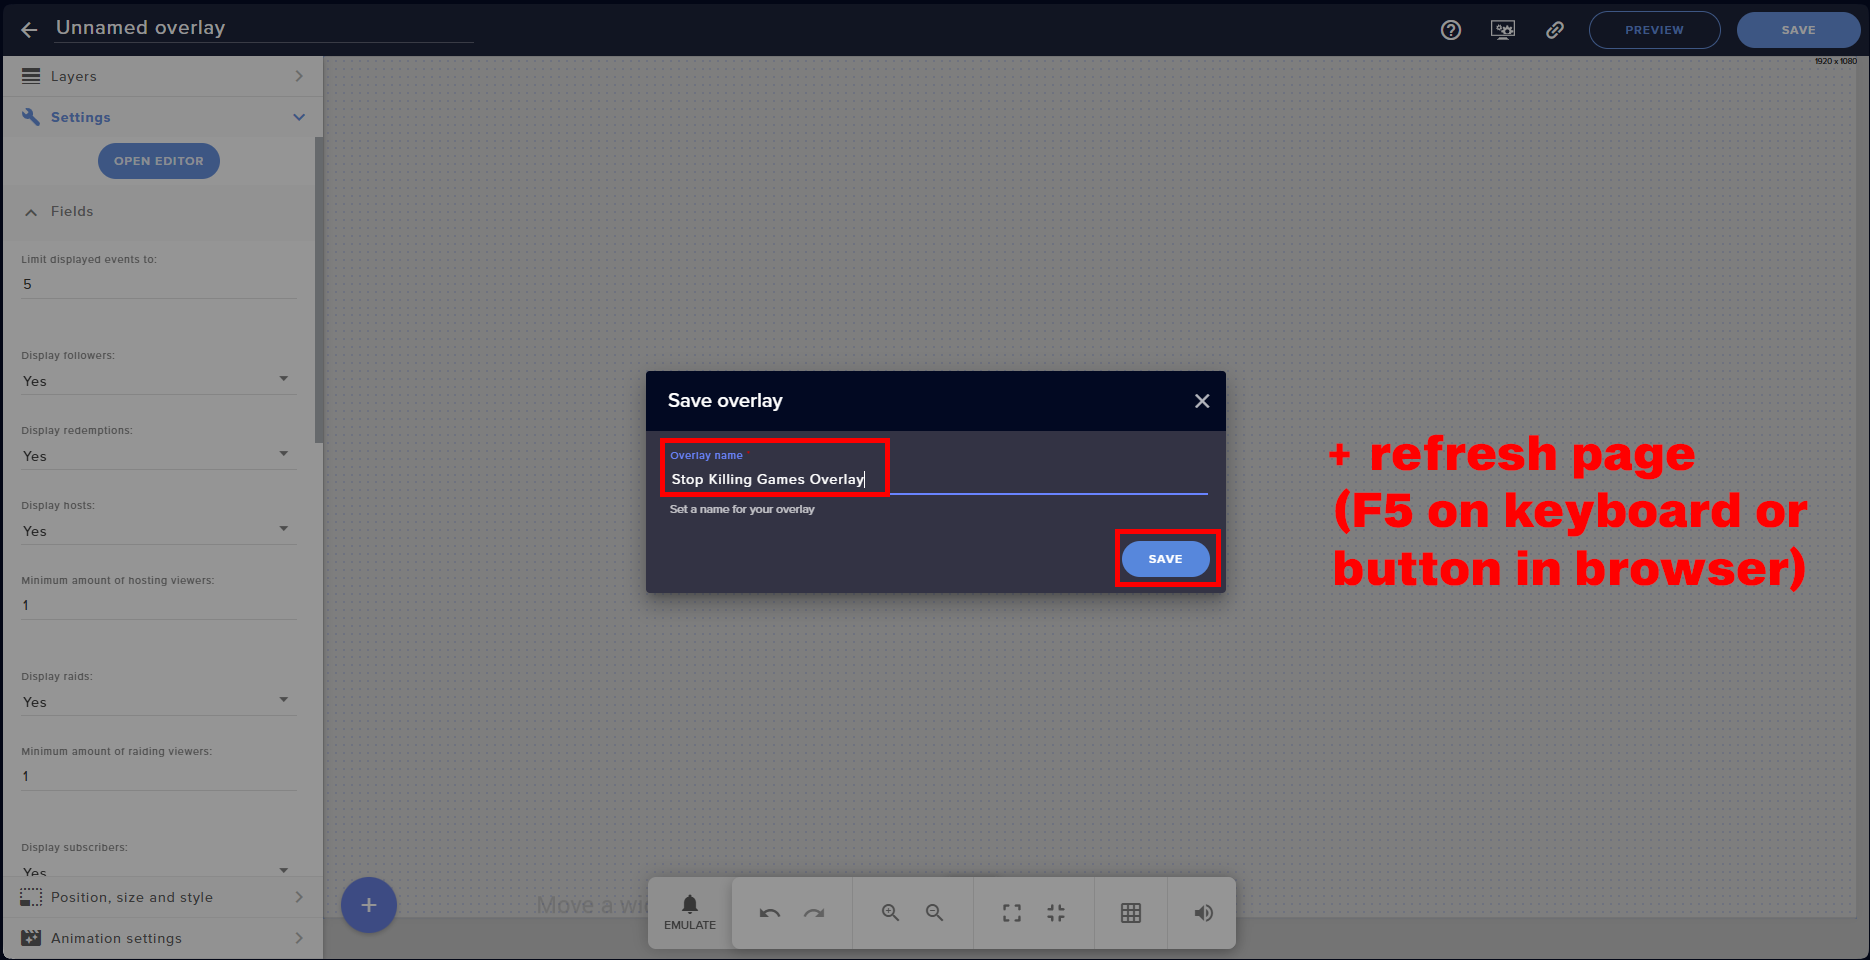 Unnamed overlay
PREVIEW
SAVE
1920 x 1080
Layers
Settings
OPEN EDITOR
Fields
Limit displayed events to:
5
Display followers:
Yes
Display redemptions:
Yes
Display hosts:
Yes
Minimum amount of hosting viewers:
1
Display raids:
Yes
Minimum amount of raiding viewers:
1
Display subscribers:
Yes
Position, size and style
Animation settings
Save overlay
Overlay name *
Stop Killing Games Overlay
Set a name for your overlay
SAVE
+ refresh page
(F5 on keyboard or
button in browser)
Move a
EMULATE